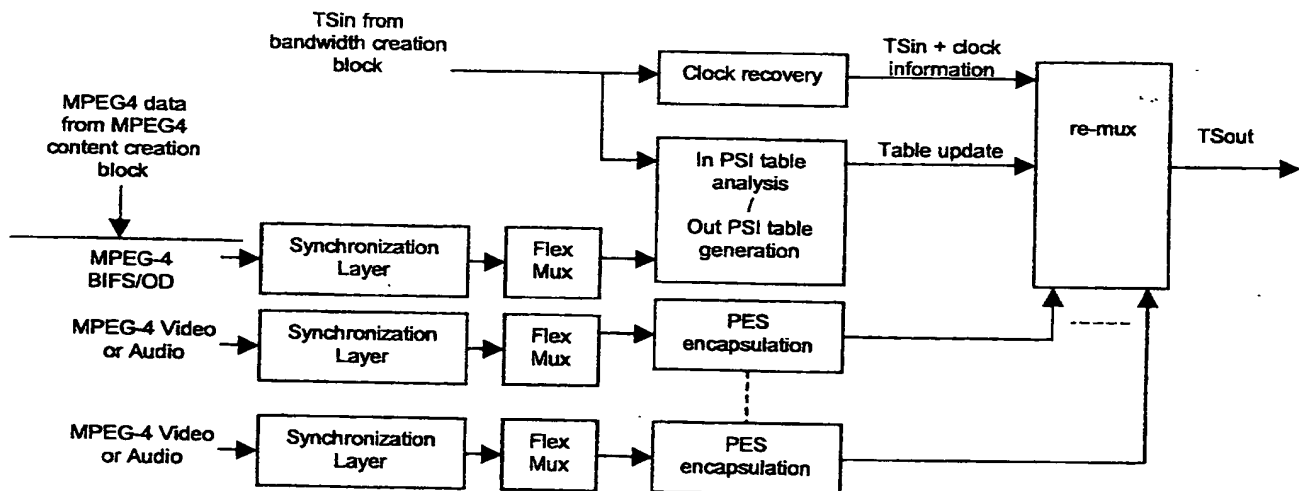 TSin from
bandwidth creation
block
Clock recovery
TSin + clock
information
MPEG4 data
from MPEG4
content creation
block
re-mux
TSout
In PSI table
analysis
/
Out PSI table
generation
Table update
MPEG-4
BIFS/OD
Synchronization
Layer
Flex
Mux
MPEG-4 Video
or Audio
Synchronization
Layer
Flex
Mux
PES
encapsulation
MPEG-4 Video
or Audio
Synchronization
Layer
Flex
Mux
PES
encapsulation